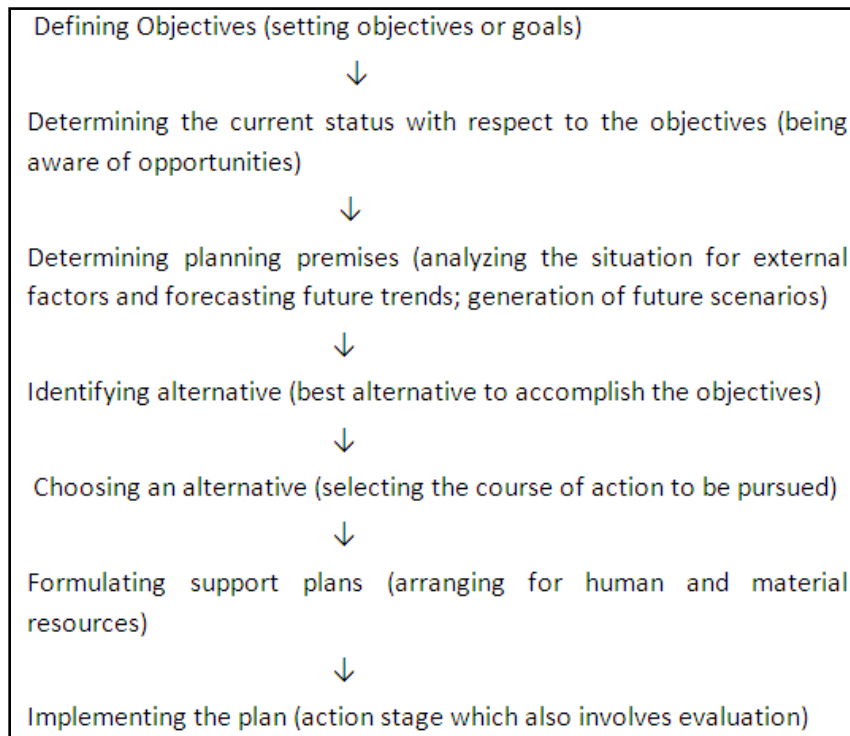 Defining Objectives (setting objectives or goals)
↓
Determining the current status with respect to the objectives (being
aware of opportunities)
↓
Determining planning premises (analyzing the situation for external
factors and forecasting future trends; generation of future scenarios)
↓
Identifying alternative (best alternative to accomplish the objectives)
↓
Choosing an alternative (selecting the course of action to be pursued)
↓
Formulating support plans (arranging for human and material
resources)
↓
Implementing the plan (action stage which also involves evaluation)